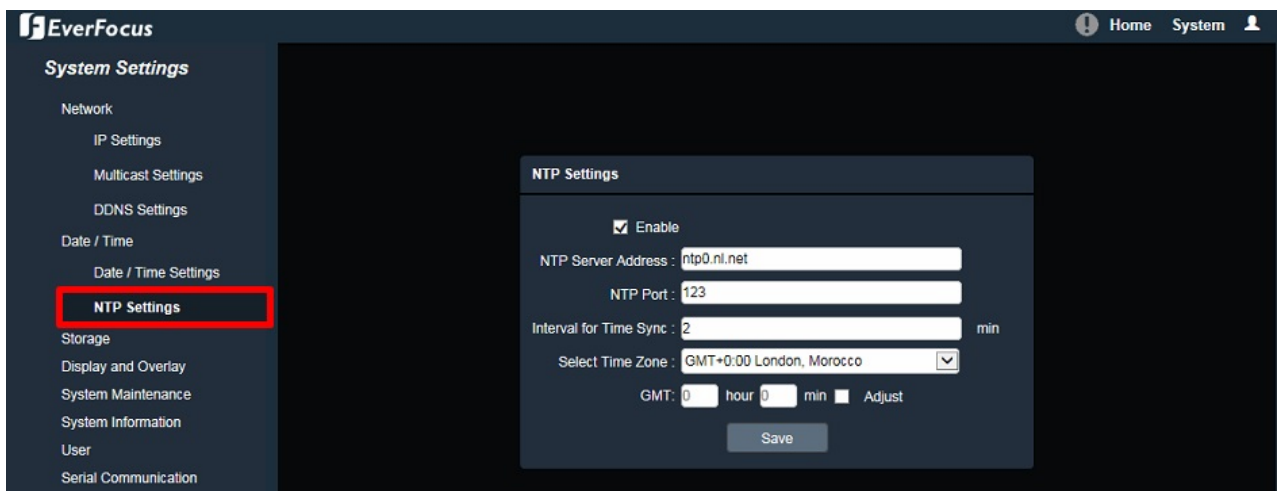 EverFocus
Home System
System Settings
Network
IP Settings
Multicast Settings
DDNS Settings
Date / Time
Date / Time Settings
NTP Settings
Storage
Display and Overlay
System Maintenance
System Information
User
Serial Communication
NTP Settings
Enable
NTP Server Address : ntp0.nl.net
NTP Port : 123
Interval for Time Sync : 2 min
Select Time Zone : GMT+0:00 London, Morocco
GMT: 0 hour 0 min Adjust
Save